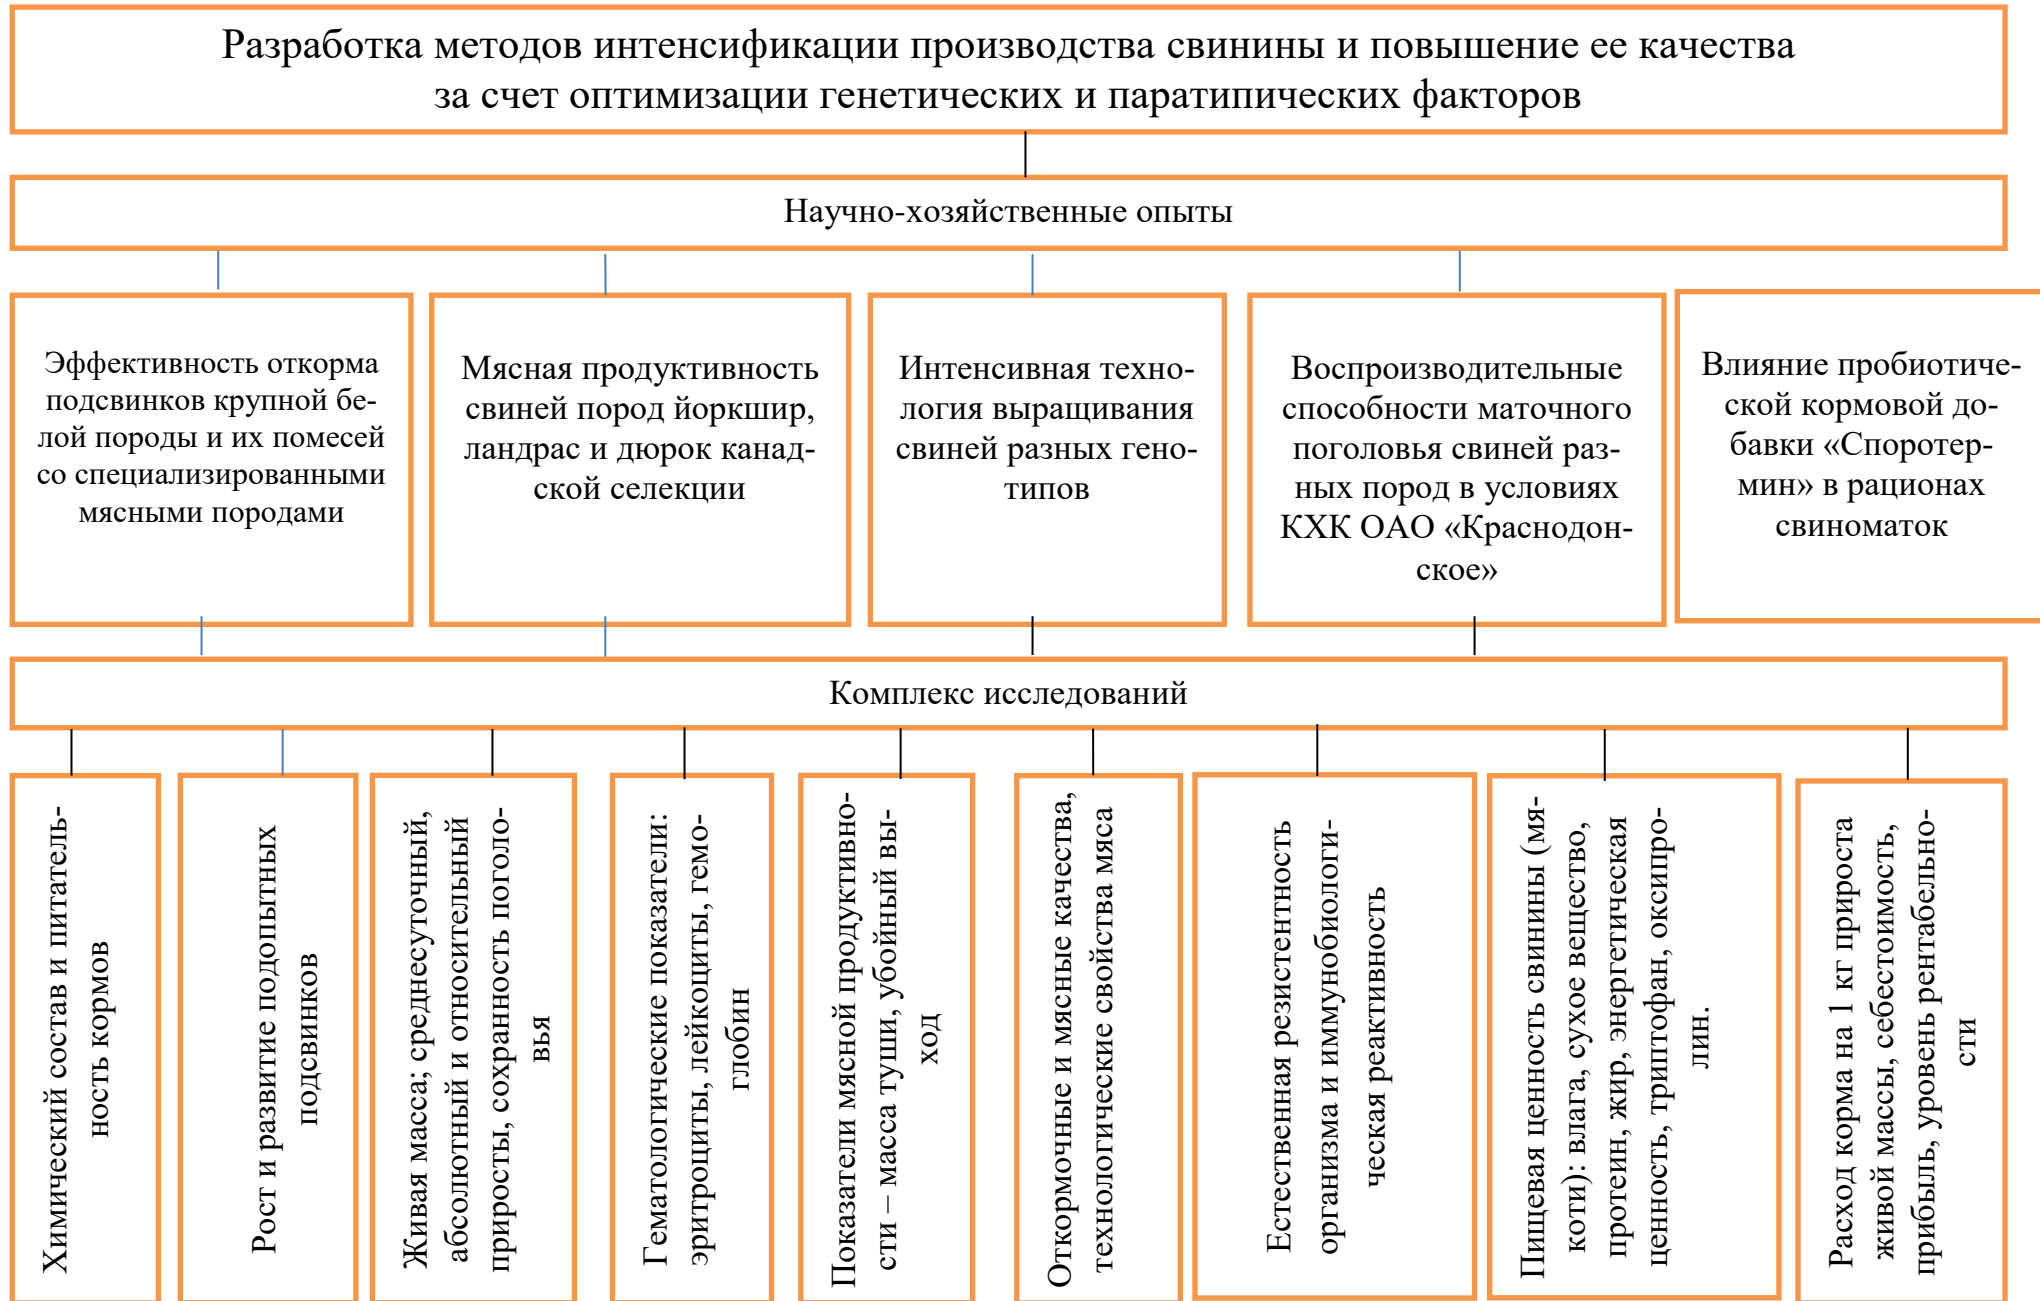 Разработка методов интенсификации производства свинины и повышение ее качества
за счет оптимизации генетических и паратипических факторов
Научно-хозяйственные опыты
Эффективность откорма
подсвинков крупной бе-
лой породы и их помесей
со специализированными
мясными породами
Мясная продуктивность
свиней пород йоркшир,
ландрас и дюрок канад-
ской селекции
Интенсивная техно-
логия выращивания
свиней разных гено-
типов
Воспроизводительные
способности маточного
поголовья свиней раз-
ных пород в условиях
КХК ОАО «Краснодон-
ское»
Влияние пробиотиче-
ской кормовой до-
бавки «Споротер-
мин» в рационах
свиноматок
Комплекс исследований
Химический состав и питатель-
ность кормов
Рост и развитие подопытных
подсвинков
Живая масса; среднесуточный,
абсолютный и относительный
приросты, сохранность поголо-
вья
Гематологические показатели:
эритроциты, лейкоциты, гемо-
глобин
Показатели мясной продуктивно-
сти – масса туши, убойный вы-
ход
Откормочные и мясные качества,
технологические свойства мяса
Естественная резистентность
организма и иммунобиологи-
ческая реактивность
Пищевая ценность свинины (мя-
коти): влага, сухое вещество,
протеин, жир, энергетическая
ценность, триптофан, оксипро-
лин.
Расход корма на 1 кг прироста
живой массы, себестоимость,
прибыль, уровень рентабельно-
сти